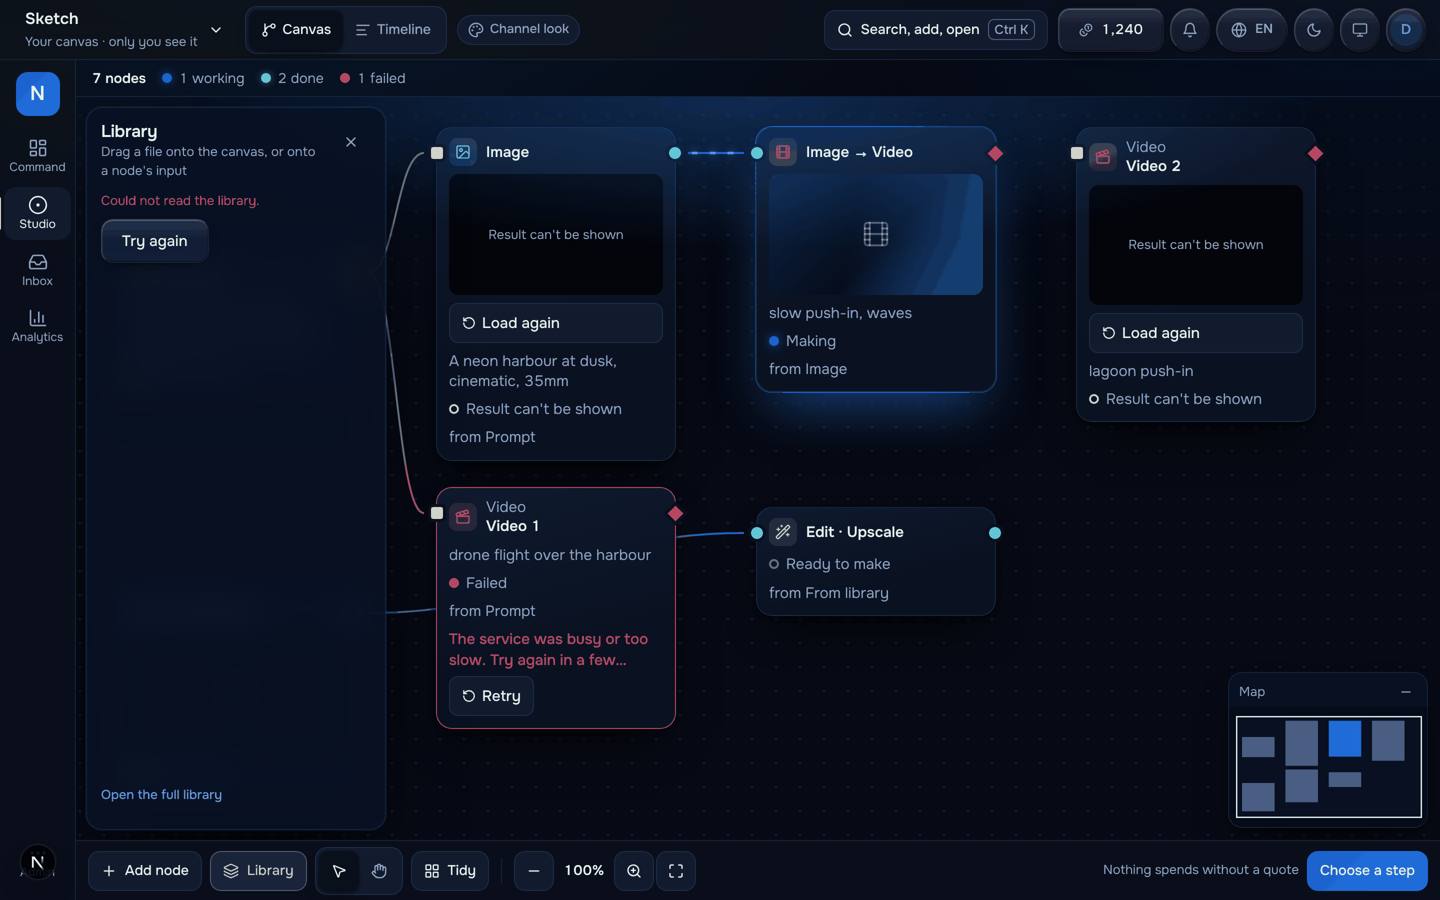 Sketch
Your canvas · only you see it
Canvas
Timeline
Channel look
Search, add, open
Ctrl K
1,240
EN
D
7 nodes
1 working
2 done
1 failed
N
Command
Studio
Inbox
Analytics
N
Library
Drag a file onto the canvas, or onto
a node's input
Could not read the library.
Try again
Open the full library
Image
Result can't be shown
Load again
A neon harbour at dusk,
cinematic, 35mm
Result can't be shown
from Prompt
Image → Video
slow push-in, waves
Making
from Image
Video
Video 2
Result can't be shown
Load again
lagoon push-in
Result can't be shown
Video
Video 1
drone flight over the harbour
Failed
from Prompt
The service was busy or too
slow. Try again in a few...
Retry
Edit · Upscale
Ready to make
from From library
Map
Add node
Library
Tidy
100%
Nothing spends without a quote
Choose a step